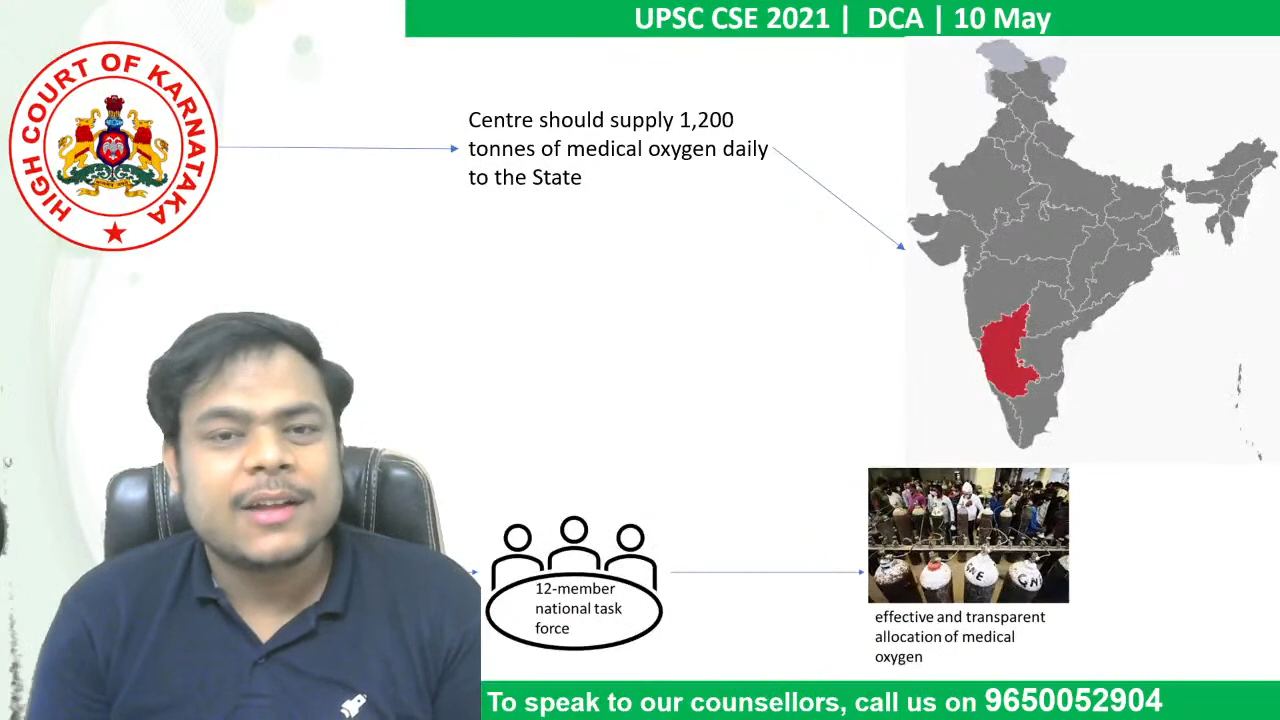 UPSC CSE 2021 | DCA | 10 May
HIGH COURT OF KARNATAKA
Centre should supply 1,200
tonnes of medical oxygen daily
to the State
12-member
national task
force
effective and transparent
allocation of medical
oxygen
To speak to our counsellors, call us on 9650052904